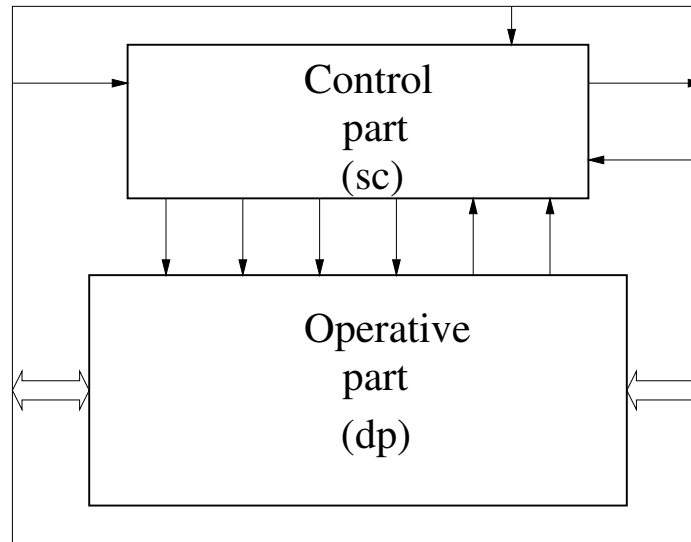 Control
part
(sc)
Operative
part
(dp)